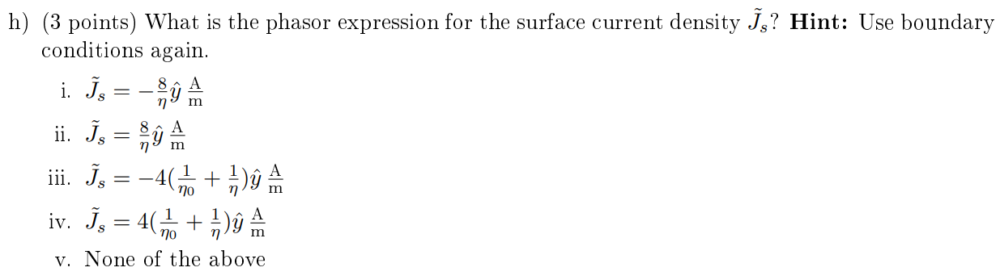 h) (3 points) What is the phasor expression for the surface current density $\tilde{J}_s$? Hint: Use boundary
conditions again.
i. $\tilde{J}_s = -\frac{8}{\eta}\hat{y} \frac{\text{A}}{\text{m}}$
ii. $\tilde{J}_s = \frac{8}{\eta}\hat{y} \frac{\text{A}}{\text{m}}$
iii. $\tilde{J}_s = -4(\frac{1}{\eta_0} + \frac{1}{\eta})\hat{y} \frac{\text{A}}{\text{m}}$
iv. $\tilde{J}_s = 4(\frac{1}{\eta_0} + \frac{1}{\eta})\hat{y} \frac{\text{A}}{\text{m}}$
v. None of the above